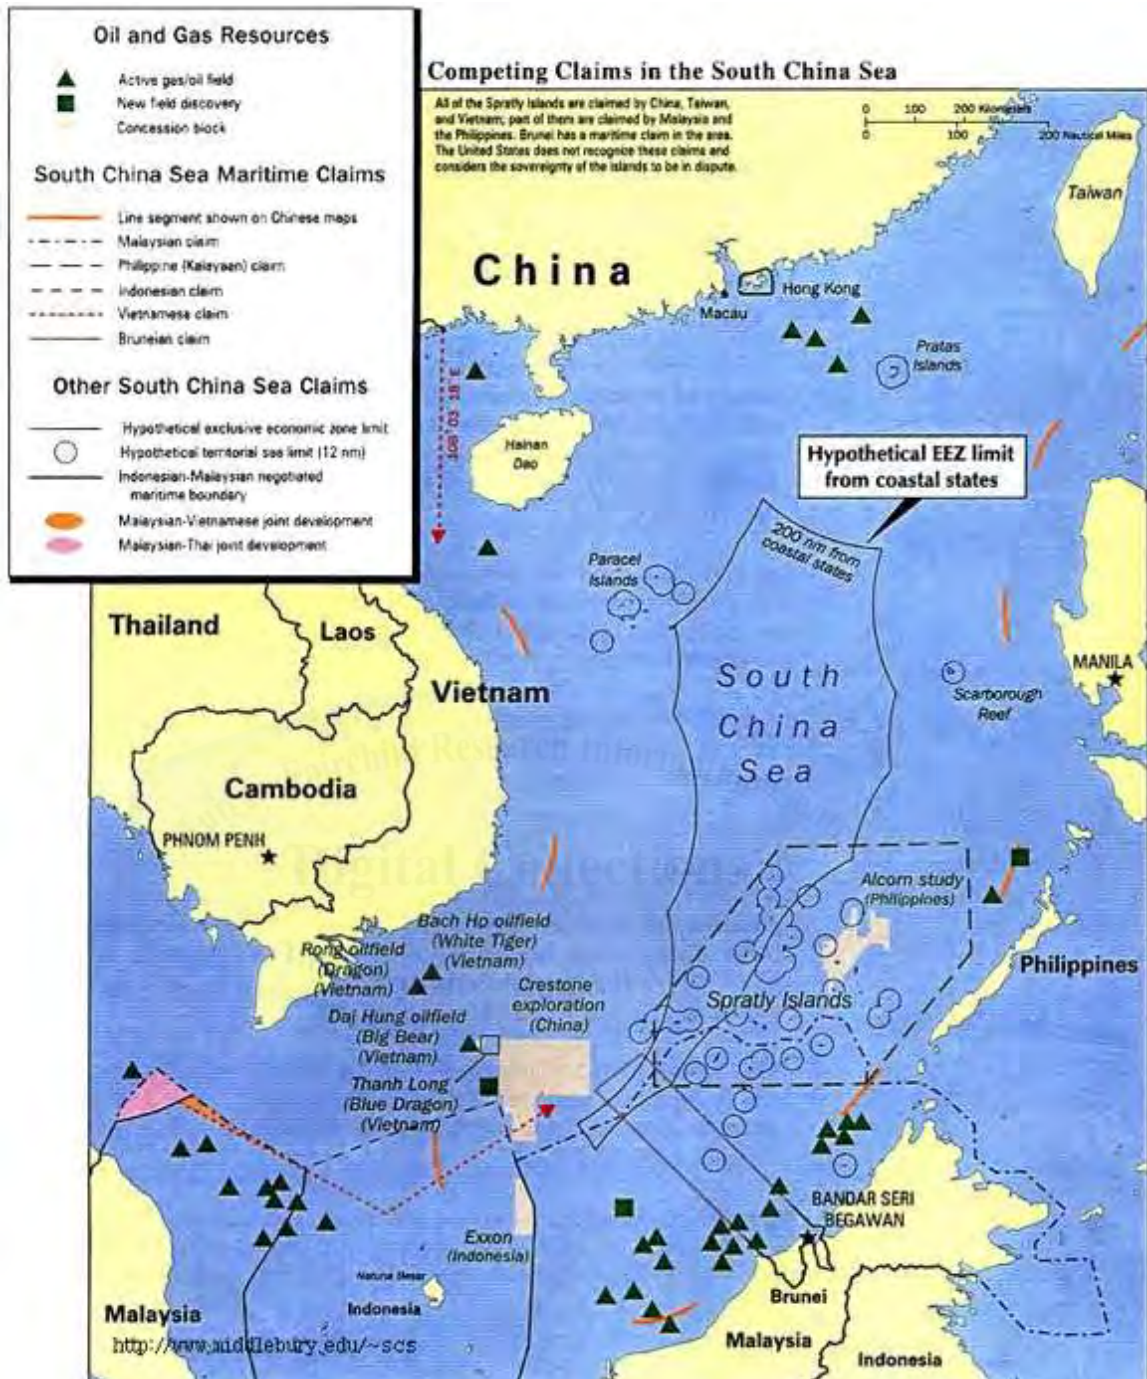 Oil and Gas Resources
Active gas/oil field
New field discovery
Concession block
South China Sea Maritime Claims
Line segment shown on Chinese maps
Malaysian claim
Philippine (Kalayaan) claim
Indonesian claim
Vietnamese claim
Bruneian claim
Other South China Sea Claims
Hypothetical exclusive economic zone limit
Hypothetical territorial sea limit (12 nm)
Indonesian-Malaysian negotiated
maritime boundary
Malaysian-Vietnamese joint development
Malaysian-Thai joint development
Competing Claims in the South China Sea
All of the Spratly Islands are claimed by China, Taiwan,
and Vietnam; part of them are claimed by Malaysia and
the Philippines. Brunei has a maritime claim in the area.
The United States does not recognize these claims and
considers the sovereignty of the islands to be in dispute.
0 100 200 Kilometers
0 100 200 Nautical Miles
Taiwan
China
Hong Kong
Macau
Pratas
Islands
108° 03' 18" E
Hainan
Dao
Hypothetical EEZ limit
from coastal states
200 nm from
coastal states
Paracel
Islands
Thailand
Laos
Vietnam
South
China
Sea
MANILA
Scarborough
Reef
Cambodia
PHNOM PENH
Digital Collections
Alcorn study
(Philippines)
Bach Ho oilfield
(White Tiger)
(Vietnam)
Rong oilfield
(Dragon)
(Vietnam)
Crestone
exploration
(China)
Philippines
Spratly Islands
Dai Hung oilfield
(Big Bear)
(Vietnam)
Thanh Long
(Blue Dragon)
(Vietnam)
BANDAR SERI
BEGAWAN
Exxon
(Indonesia)
Natuna Besar
Indonesia
Brunei
Malaysia
http://www.middlebury.edu/~scs
Malaysia
Indonesia